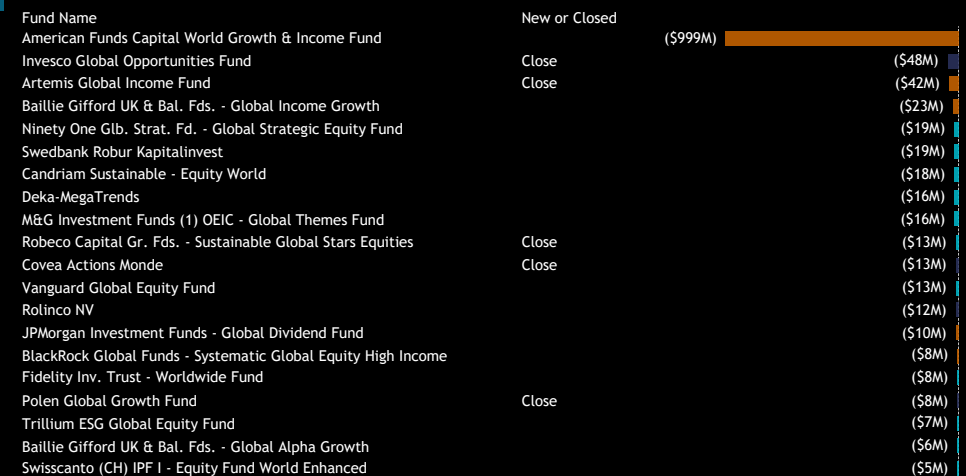 Fund Name New or Closed
American Funds Capital World Growth & Income Fund ($999M)
Invesco Global Opportunities Fund Close ($48M)
Artemis Global Income Fund Close ($42M)
Baillie Gifford UK & Bal. Fds. - Global Income Growth ($23M)
Ninety One Glb. Strat. Fd. - Global Strategic Equity Fund ($19M)
Swedbank Robur Kapitalinvest ($19M)
Candriam Sustainable - Equity World ($18M)
Deka-MegaTrends ($16M)
M&G Investment Funds (1) OEIC - Global Themes Fund ($16M)
Robeco Capital Gr. Fds. - Sustainable Global Stars Equities Close ($13M)
Covea Actions Monde Close ($13M)
Vanguard Global Equity Fund ($13M)
Rolinco NV ($12M)
JPMorgan Investment Funds - Global Dividend Fund ($10M)
BlackRock Global Funds - Systematic Global Equity High Income ($8M)
Fidelity Inv. Trust - Worldwide Fund ($8M)
Polen Global Growth Fund Close ($8M)
Trillium ESG Global Equity Fund ($7M)
Baillie Gifford UK & Bal. Fds. - Global Alpha Growth ($6M)
Swisscanto (CH) IPF I - Equity Fund World Enhanced ($5M)